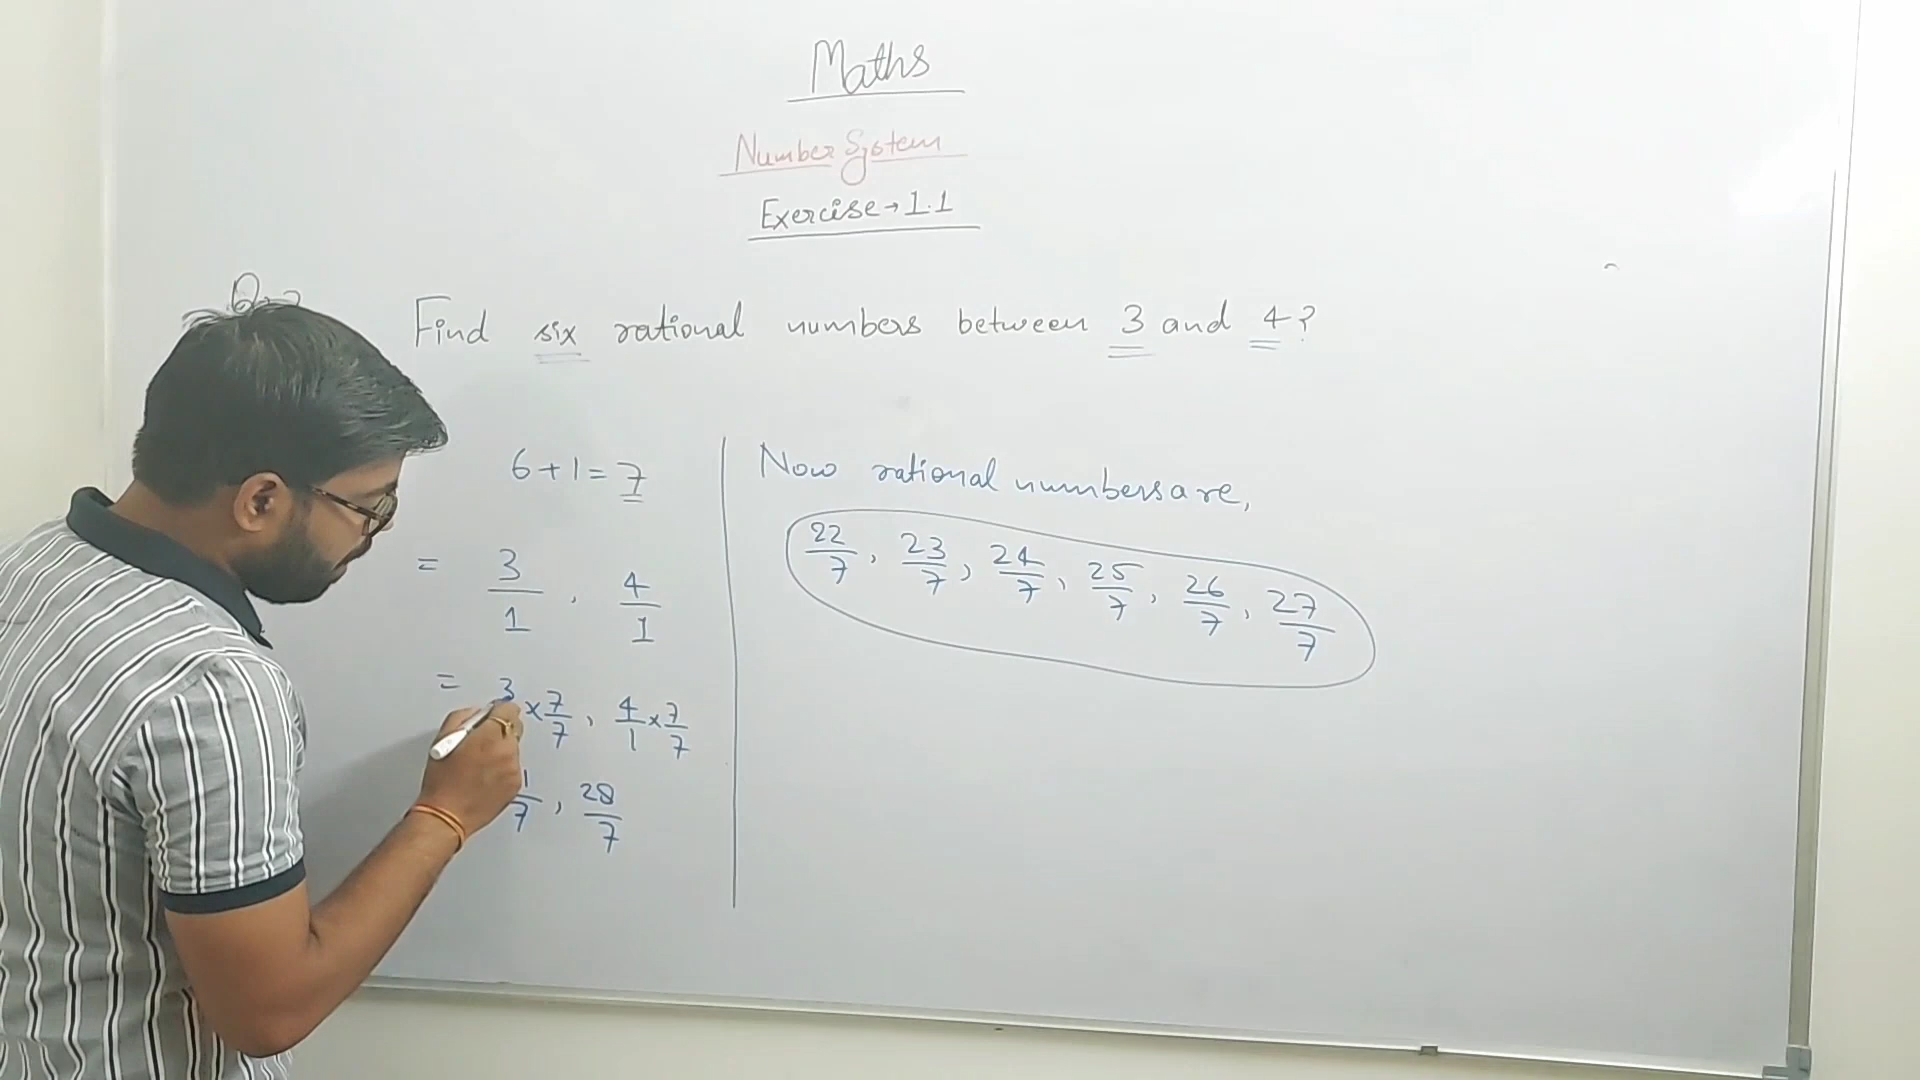 Maths
Number System
Exercise → 1.1
Find six rational numbers between 3 and 4?
6+1=7
= 3/1, 4/1
= 3 × 7/7, 4/1 × 7/7
1/7, 28/7
Now rational numbers are,
22/7, 23/7, 24/7, 25/7, 26/7, 27/7